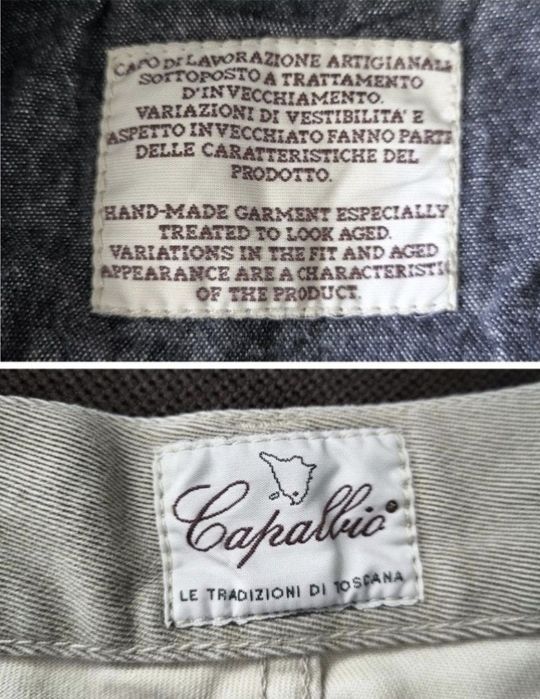 CAPO DI LAVORAZIONE ARTIGIANALE
SOTTOPOSTO A TRATTAMENTO
D'INVECCHIAMENTO.
VARIAZIONI DI VESTIBILITA' E
ASPETTO INVECCHIATO FANNO PARTE
DELLE CARATTERISTICHE DEL
PRODOTTO.
HAND-MADE GARMENT ESPECIALLY
TREATED TO LOOK AGED.
VARIATIONS IN THE FIT AND AGED
APPEARANCE ARE A CHARACTERISTIC
OF THE PRODUCT.
Capalbio®
LE TRADIZIONI DI TOSCANA